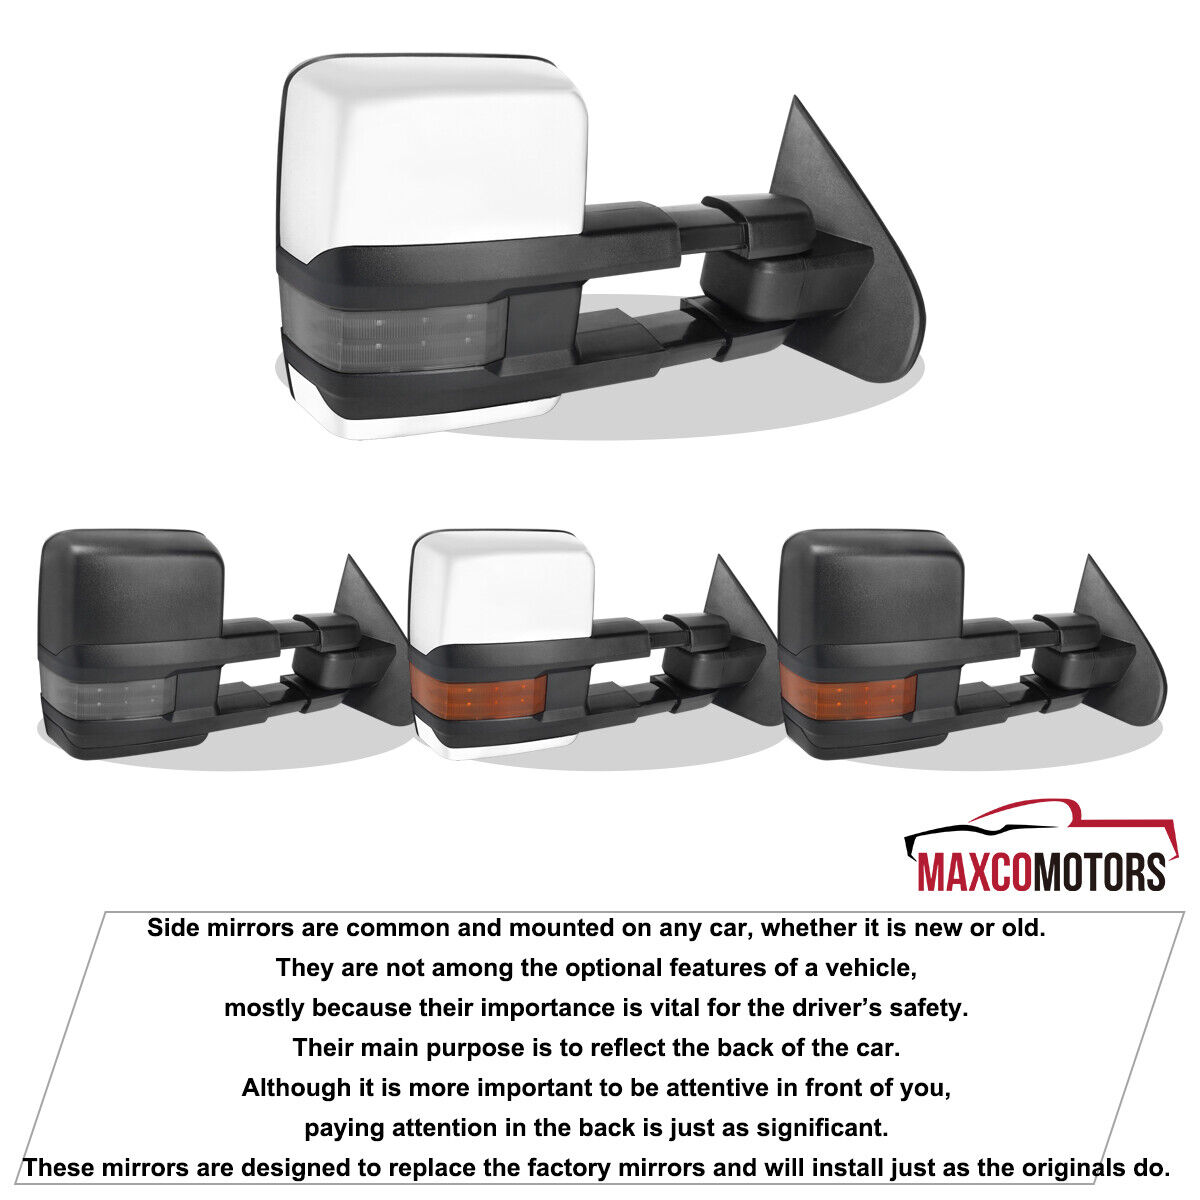 MAXCOMOTORS
Side mirrors are common and mounted on any car, whether it is new or old.
They are not among the optional features of a vehicle,
mostly because their importance is vital for the driver’s safety.
Their main purpose is to reflect the back of the car.
Although it is more important to be attentive in front of you,
paying attention in the back is just as significant.
These mirrors are designed to replace the factory mirrors and will install just as the originals do.